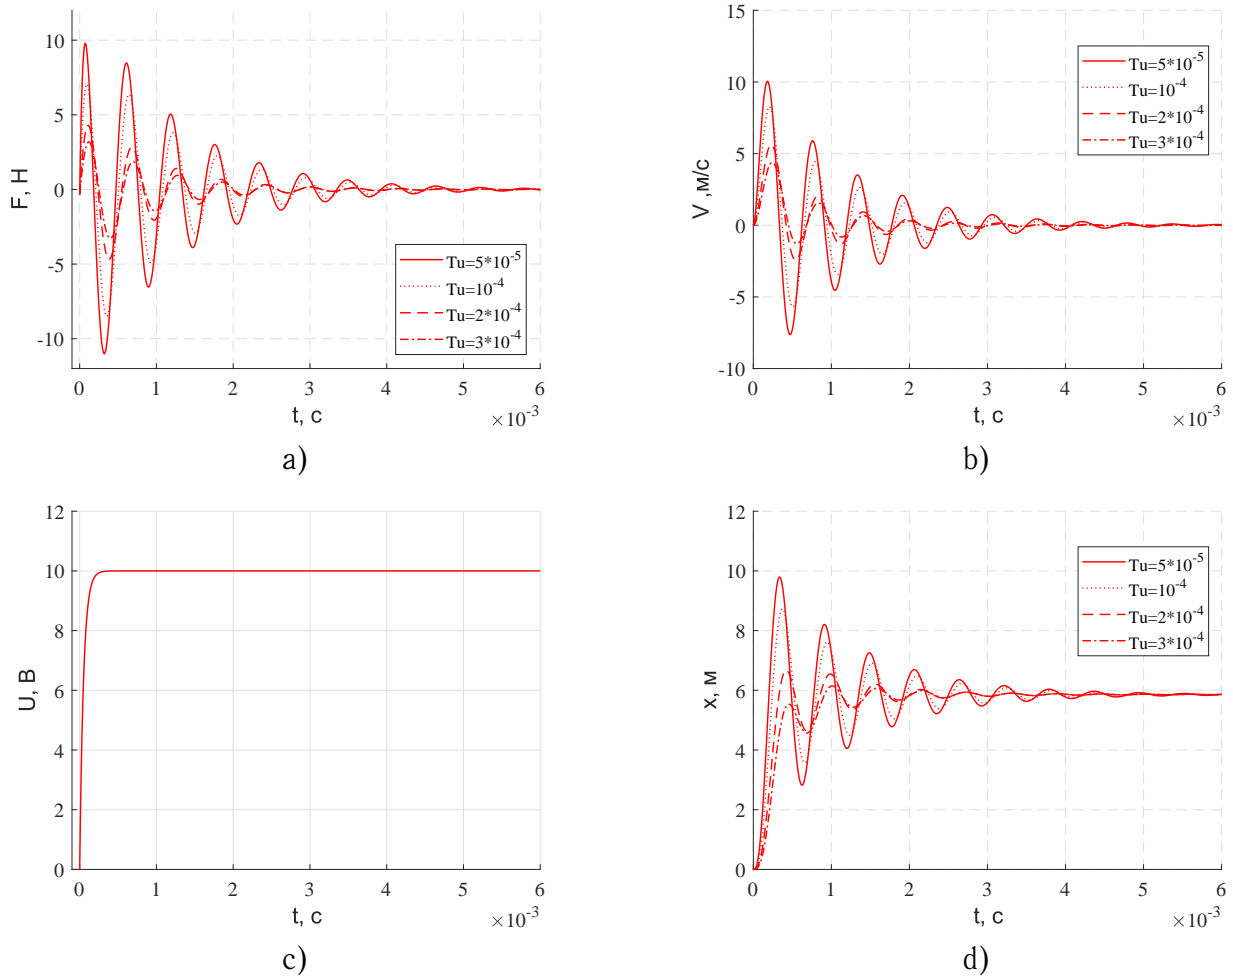 10
5
0
-5
-10
F, Н
Tu=5*10-5
Tu=10-4
Tu=2*10-4
Tu=3*10-4
0 1 2 3 4 5 6
t, с
×10-3
a)
15
10
5
0
-5
-10
V ,м/с
Tu=5*10-5
Tu=10-4
Tu=2*10-4
Tu=3*10-4
0 1 2 3 4 5 6
t, с
×10-3
b)
12
10
8
6
4
2
0
U, В
0 1 2 3 4 5 6
t, с
×10-3
c)
12
10
8
6
4
2
0
x, м
Tu=5*10-5
Tu=10-4
Tu=2*10-4
Tu=3*10-4
0 1 2 3 4 5 6
t, с
×10-3
d)